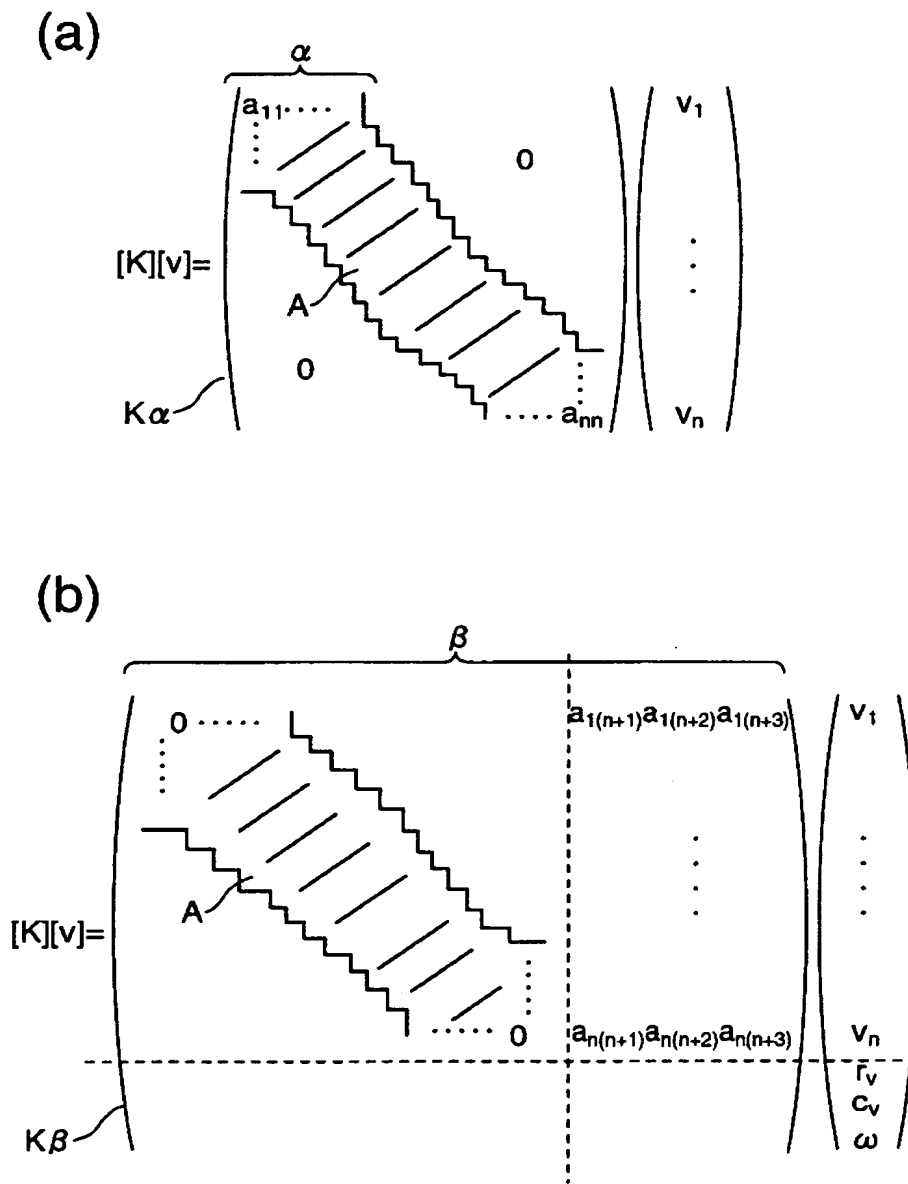 (a)
α
a₁₁ ····· v₁
0
[K][v]=
A
0
Kα
····· aₙₙ vₙ
(b)
β
0 ······ a₁₍ₙ₊₁₎a₁₍ₙ₊₂₎a₁₍ₙ₊₃₎ v₁
A
[K][v]=
······ 0 aₙ₍ₙ₊₁₎aₙ₍ₙ₊₂₎aₙ₍ₙ₊₃₎ vₙ
rᵥ
cᵥ
Kβ ω